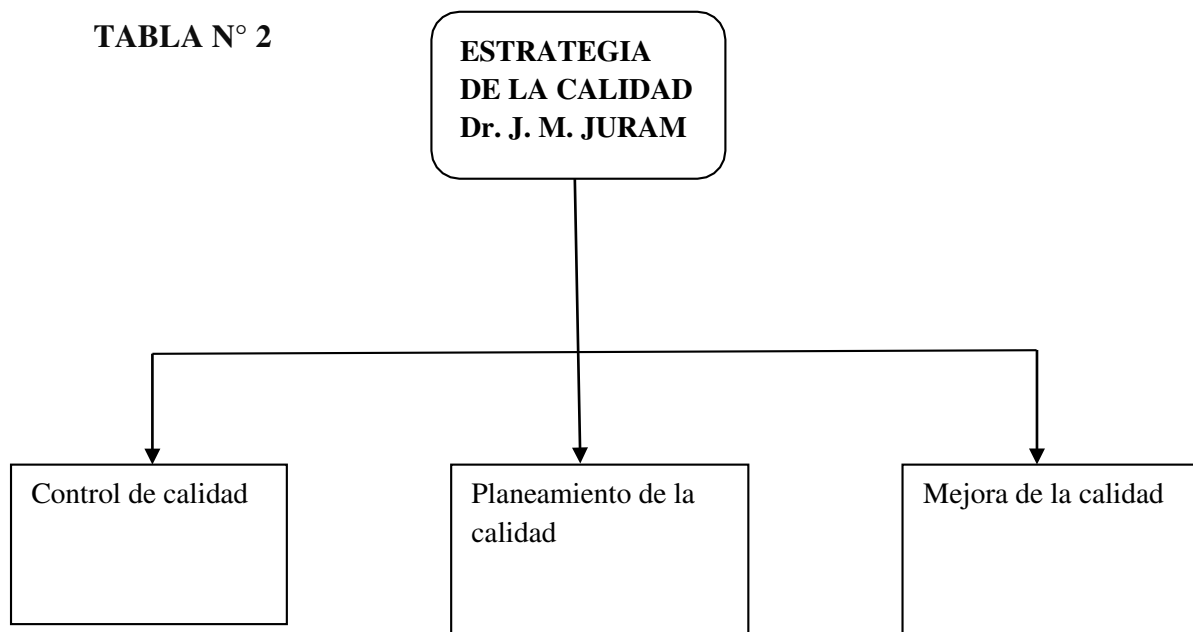 TABLA N° 2
ESTRATEGIA
DE LA CALIDAD
Dr. J. M. JURAM
Control de calidad
Planeamiento de la
calidad
Mejora de la calidad